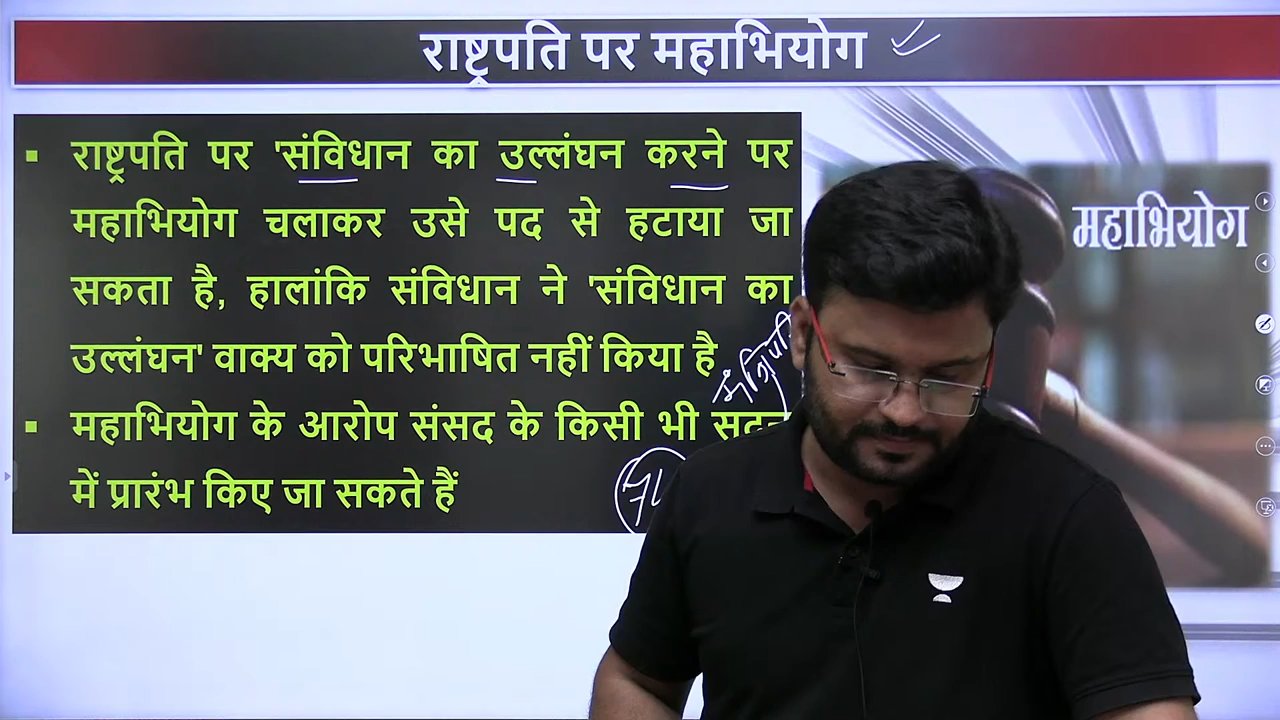 राष्ट्रपति पर महाभियोग
राष्ट्रपति पर 'संविधान का उल्लंघन करने पर
महाभियोग चलाकर उसे पद से हटाया जा
सकता है, हालांकि संविधान ने 'संविधान का
उल्लंघन' वाक्य को परिभाषित नहीं किया है
महाभियोग के आरोप संसद के किसी भी सदन
में प्रारंभ किए जा सकते हैं
महाभियोग